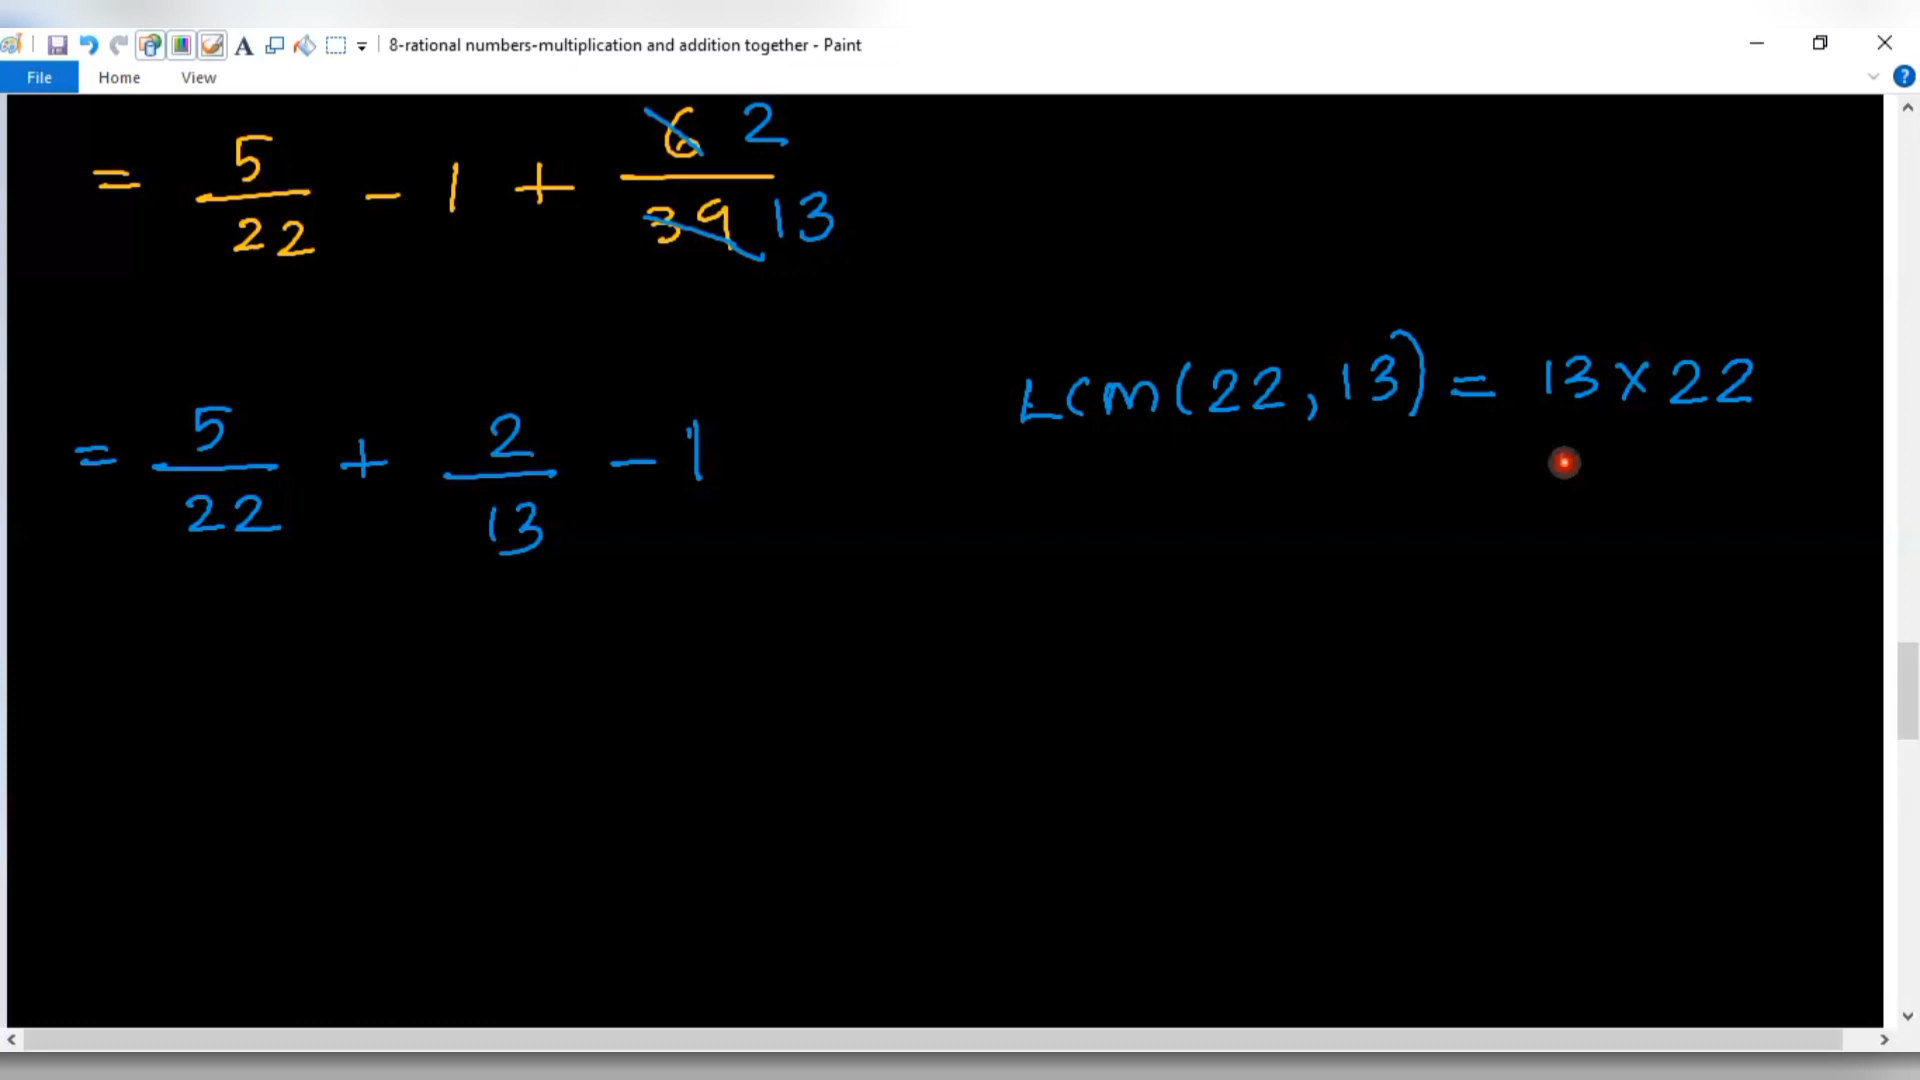 8-rational numbers-multiplication and addition together - Paint
File Home View
= 5/22 - 1 + 6/39 2/13
LCM(22, 13) = 13 × 22
= 5/22 + 2/13 - 1